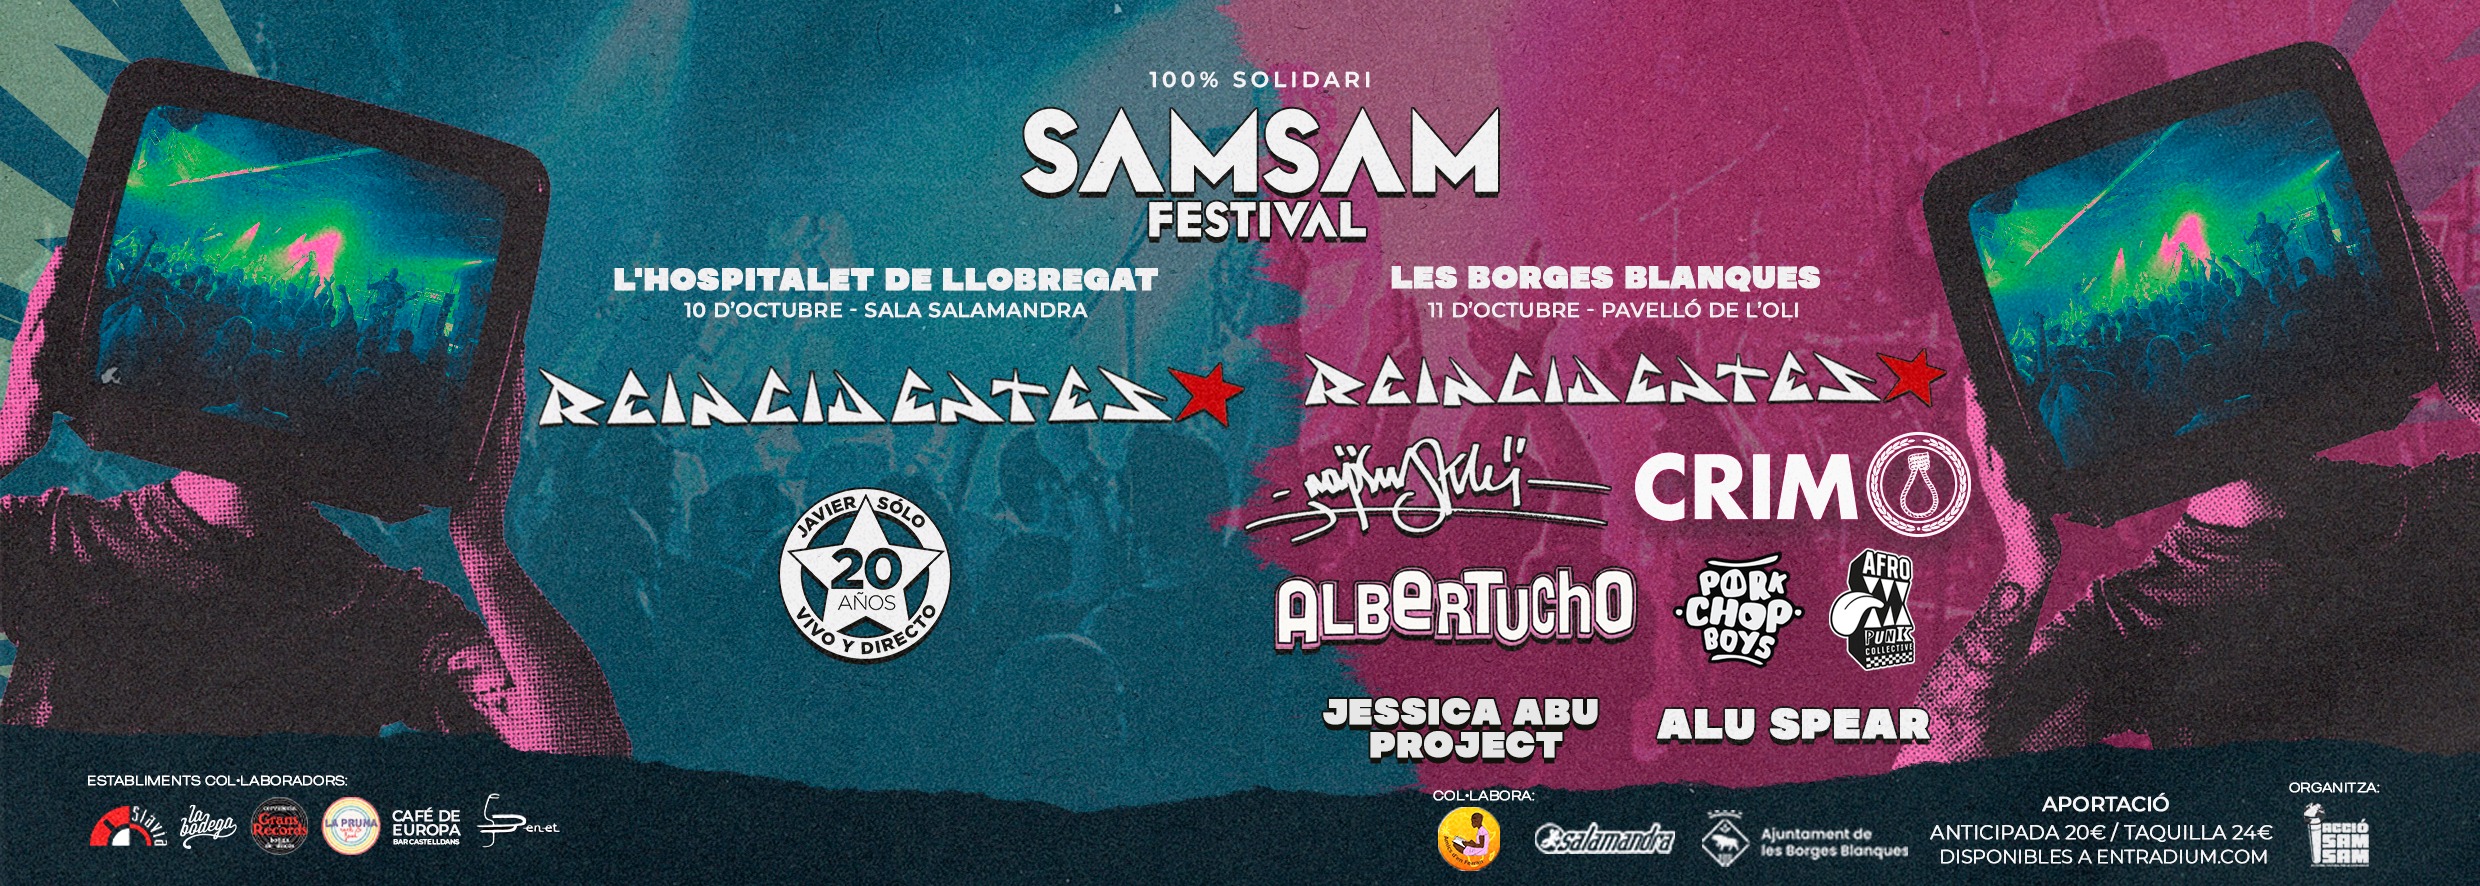 100% SOLIDARI
SAMSAM
FESTIVAL
L'HOSPITALET DE LLOBREGAT
10 D'OCTUBRE - SALA SALAMANDRA
REINCIDENTES
JAVIER SÓLO
20
AÑOS
VIVO Y DIRECTO
LES BORGES BLANQUES
11 D'OCTUBRE - PAVELLÓ DE L'OLI
REINCIDENTES
CRIM
ALBERTUCHO
PORK
CHOP
BOYS
AFRO
PUNK
COLLECTIVE
JESSICA ABU
PROJECT
ALU SPEAR
ESTABLIMENTS COL·LABORADORS:
Slavia
la bodega
Grans
Records
LA PRUNA
CAFÉ DE
EUROPA
BAR CASTELLDANS
COL·LABORA:
salamandra
Ajuntament de
les Borges Blanques
APORTACIÓ
ANTICIPADA 20€ / TAQUILLA 24€
DISPONIBLES A ENTRADIUM.COM
ORGANITZA:
ACCIÓ
SAM
SAM